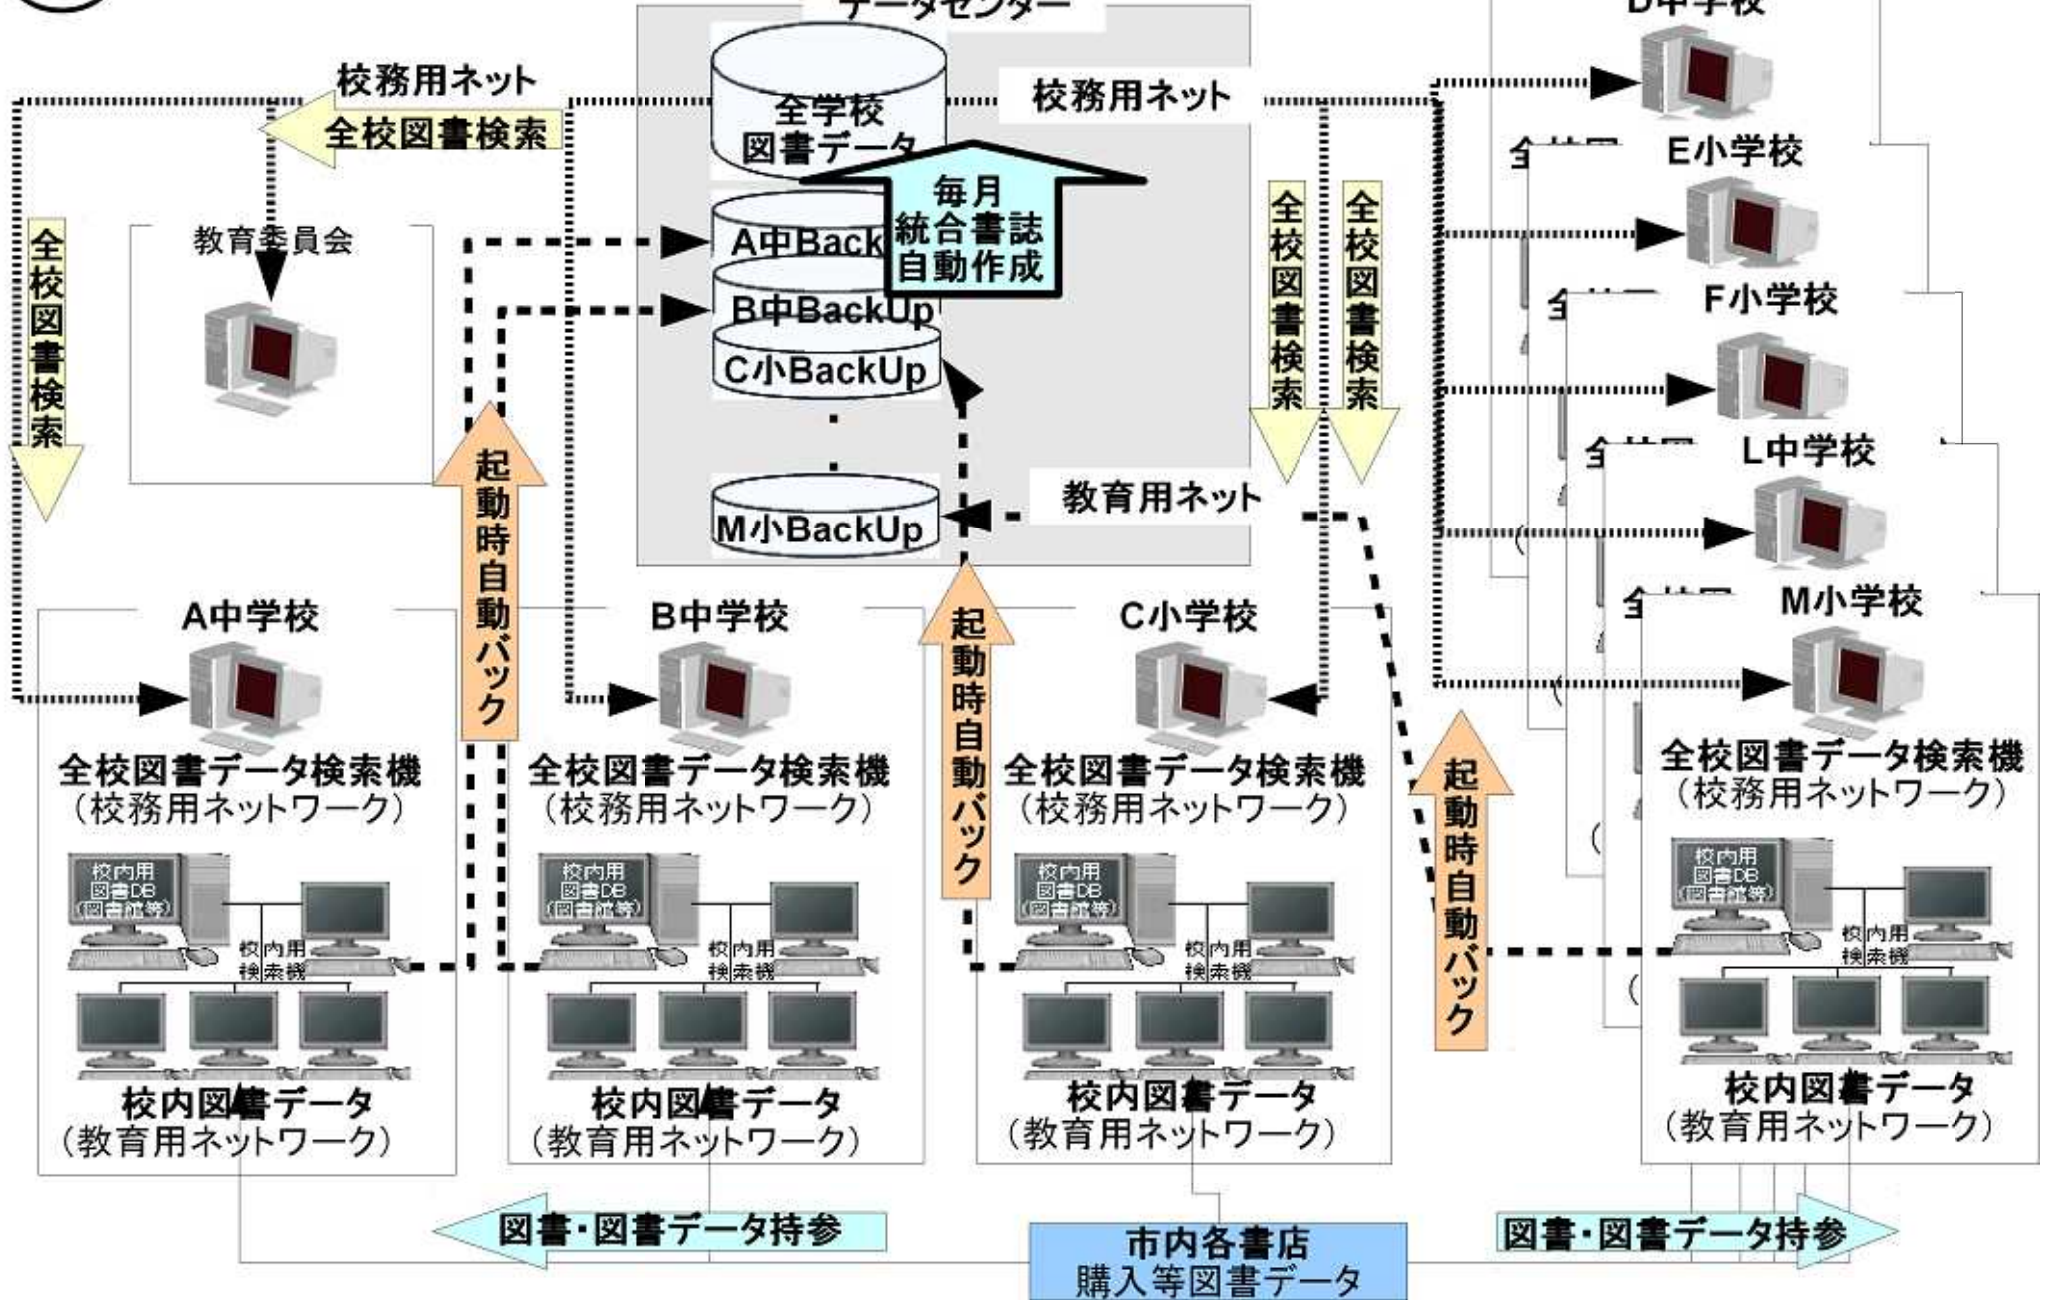 データセンター
D中学校
校務用ネット
全校図書検索
全学校
図書データ
校務用ネット
毎月
統合書誌
自動作成
E小学校
教育委員会
全校図書検索
A中Back
B中BackUp
C小BackUp
M小BackUp
全校図書検索
全校図書検索
F小学校
L中学校
M小学校
教育用ネット
起動時自動バック
起動時自動バック
起動時自動バック
A中学校
全校図書データ検索機
(校務用ネットワーク)
校内用
図書DB
(図書館等)
校内用
検索機
校内図書データ
(教育用ネットワーク)
B中学校
全校図書データ検索機
(校務用ネットワーク)
校内用
図書DB
(図書館等)
校内用
検索機
校内図書データ
(教育用ネットワーク)
C小学校
全校図書データ検索機
(校務用ネットワーク)
校内用
図書DB
(図書館等)
校内用
検索機
校内図書データ
(教育用ネットワーク)
全校図書データ検索機
(校務用ネットワーク)
校内用
図書DB
(図書館等)
校内用
検索機
校内図書データ
(教育用ネットワーク)
図書・図書データ持参
市内各書店
購入等図書データ
図書・図書データ持参